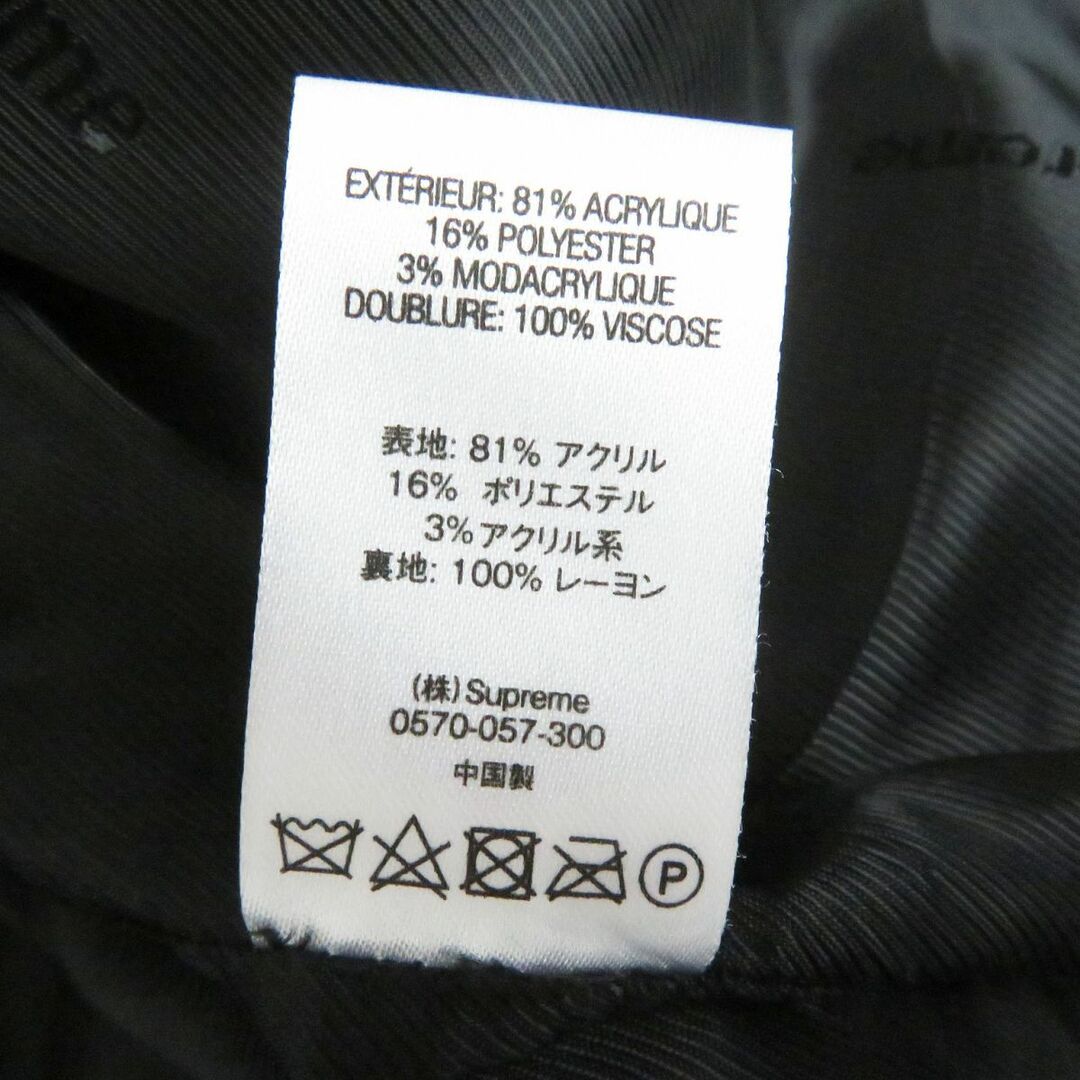 EXTÉRIEUR: 81% ACRYLIQUE
16% POLYESTER
3% MODACRYLIQUE
DOUBLURE: 100% VISCOSE
表地: 81% アクリル
16% ポリエステル
3%アクリル系
裏地: 100% レーヨン
(株)Supreme
0570-057-300
中国製
P